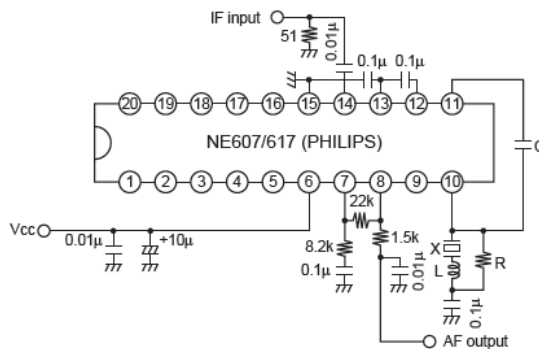 IF input
51
0.01μ
0.1μ
0.1μ
20 19 18 17 16 15 14 13 12 11
NE607/617 (PHILIPS)
C
1 2 3 4 5 6 7 8 9 10
Vcc
22k
0.01μ
+10μ
8.2k
1.5k
0.1μ
0.01μ
X
L
R
0.1μ
AF output